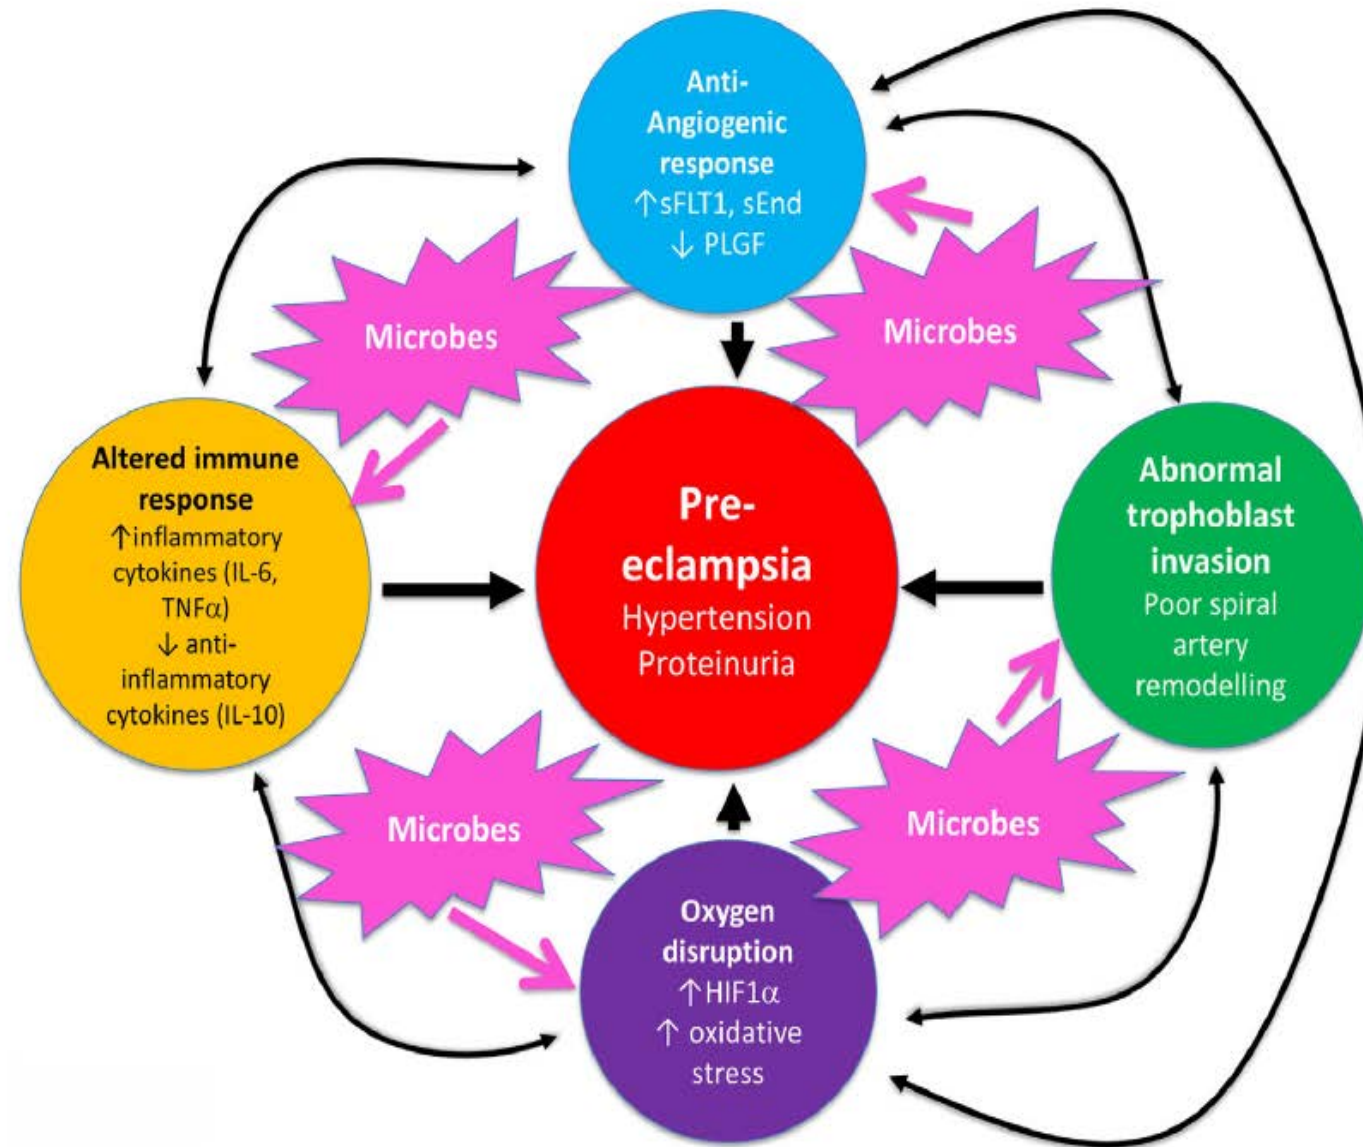 Anti-
Angiogenic
response
↑sFLT1, sEnd
↓ PLGF
Microbes
Microbes
Altered immune
response
↑inflammatory
cytokines (IL-6,
TNFα)
↓ anti-
inflammatory
cytokines (IL-10)
Pre-
eclampsia
Hypertension
Proteinuria
Abnormal
trophoblast
invasion
Poor spiral
artery
remodelling
Microbes
Microbes
Oxygen
disruption
↑HIF1α
↑ oxidative
stress